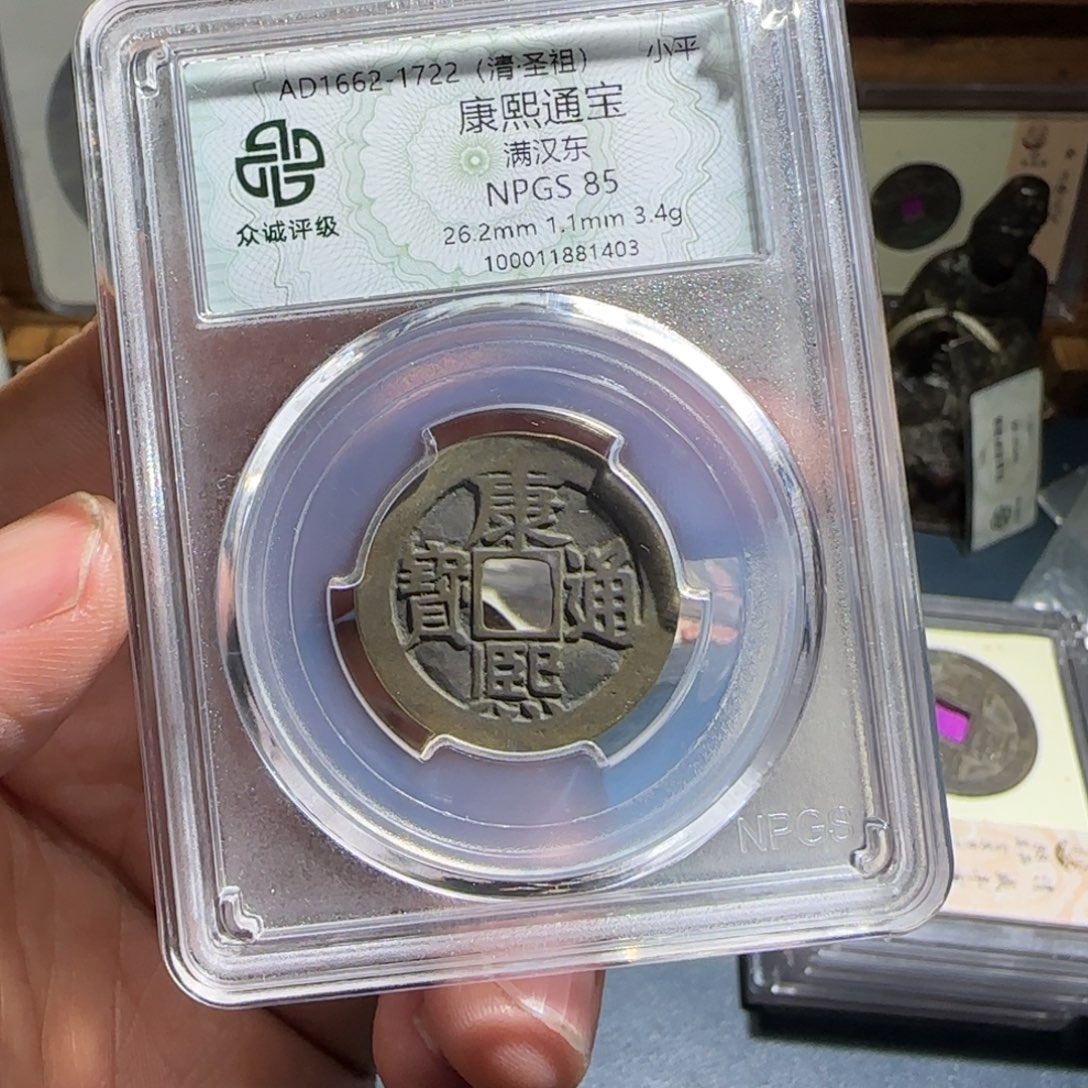 AD1662-1722（清·圣祖） 小平
康熙通宝
满汉东
NPGS 85
众诚评级
26.2mm 1.1mm 3.4g
100011881403
康
寶 通
熙
NPGS